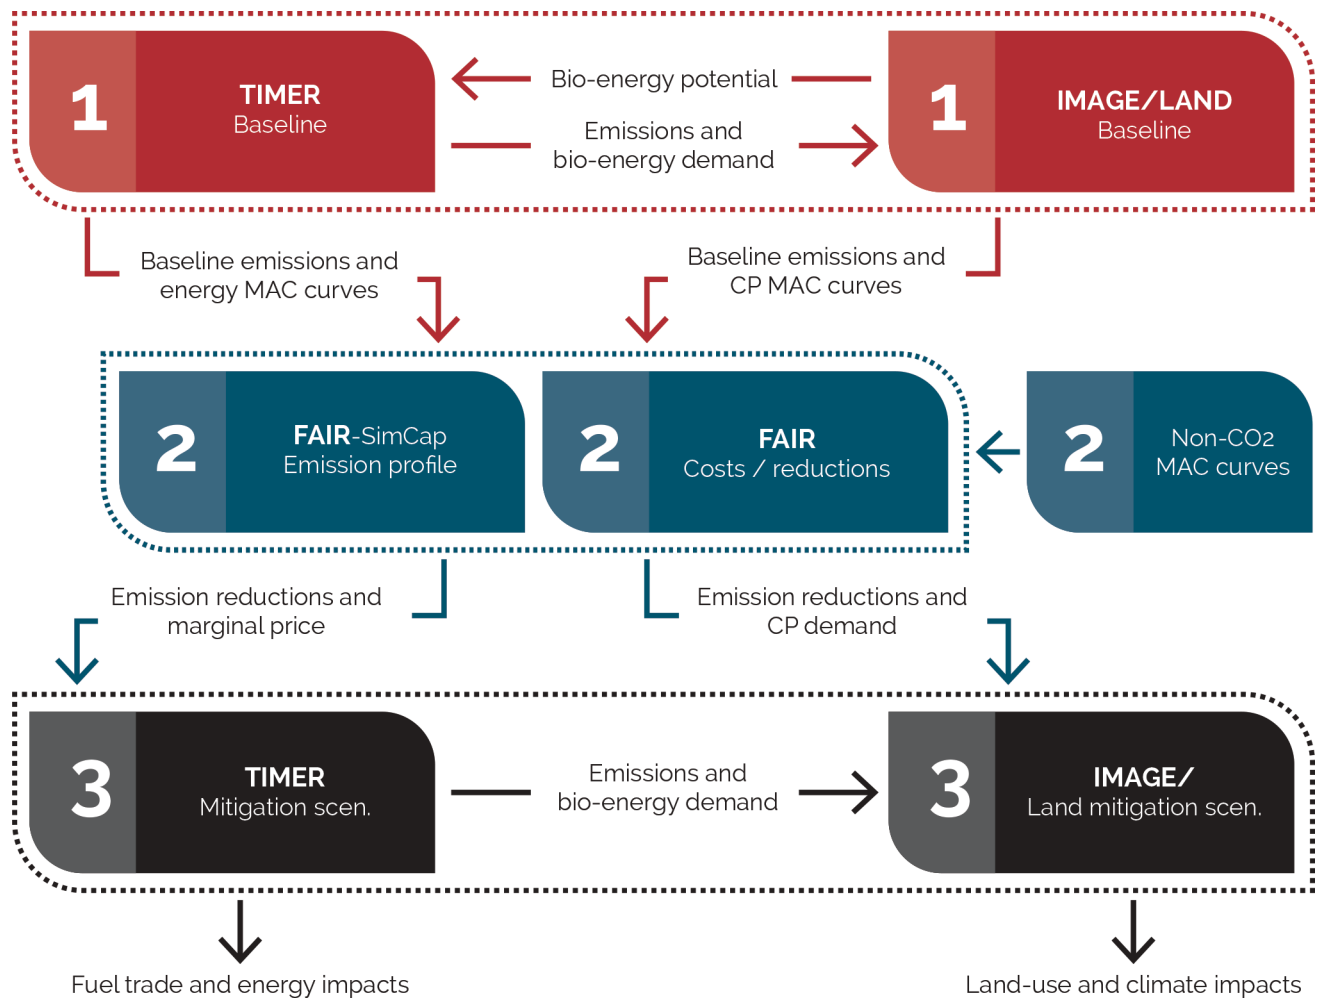 1
TIMER
Baseline
Bio-energy potential
Emissions and
bio-energy demand
1
IMAGE/LAND
Baseline
Baseline emissions and
energy MAC curves
Baseline emissions and
CP MAC curves
2
FAIR-SimCap
Emission profile
2
FAIR
Costs / reductions
2
Non-CO2
MAC curves
Emission reductions and
marginal price
Emission reductions and
CP demand
3
TIMER
Mitigation scen.
Emissions and
bio-energy demand
3
IMAGE/
Land mitigation scen.
Fuel trade and energy impacts
Land-use and climate impacts